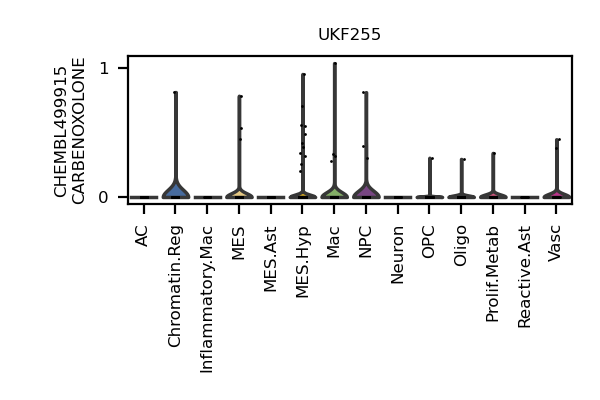 UKF255
CHEMBL499915
CARBENOXOLONE
1
0
AC
Chromatin.Reg
Inflammatory.Mac
MES
MES.Ast
MES.Hyp
Mac
NPC
Neuron
OPC
Oligo
Prolif.Metab
Reactive.Ast
Vasc